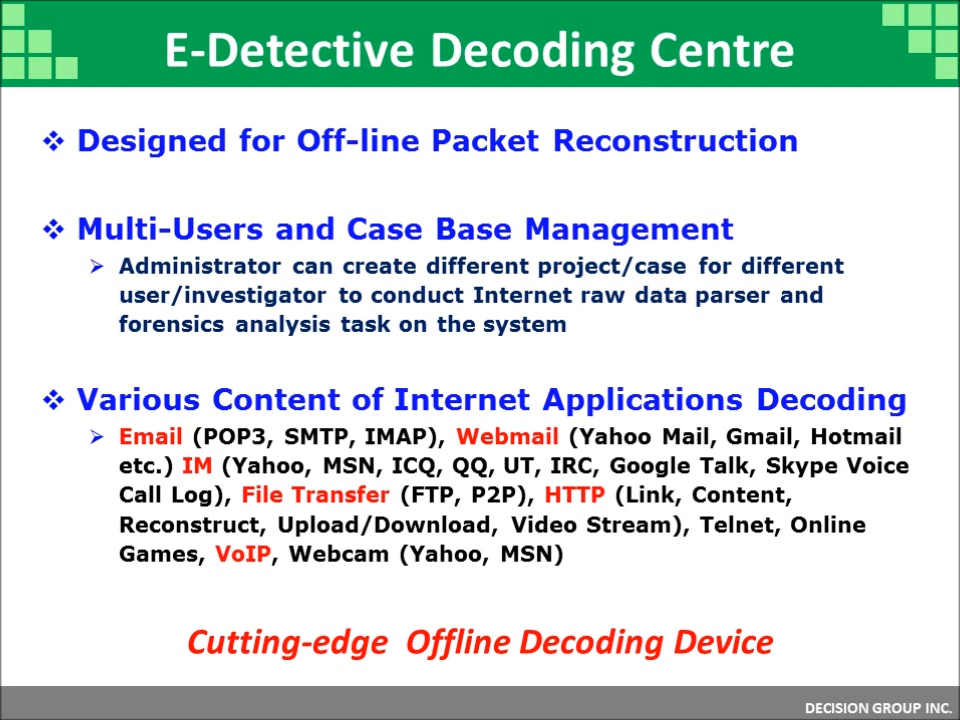 E-Detective Decoding Centre
❖ Designed for Off-line Packet Reconstruction
❖ Multi-Users and Case Base Management
➢ Administrator can create different project/case for different
user/investigator to conduct Internet raw data parser and
forensics analysis task on the system
❖ Various Content of Internet Applications Decoding
➢ Email (POP3, SMTP, IMAP), Webmail (Yahoo Mail, Gmail, Hotmail
etc.) IM (Yahoo, MSN, ICQ, QQ, UT, IRC, Google Talk, Skype Voice
Call Log), File Transfer (FTP, P2P), HTTP (Link, Content,
Reconstruct, Upload/Download, Video Stream), Telnet, Online
Games, VoIP, Webcam (Yahoo, MSN)
Cutting-edge Offline Decoding Device
DECISION GROUP INC.